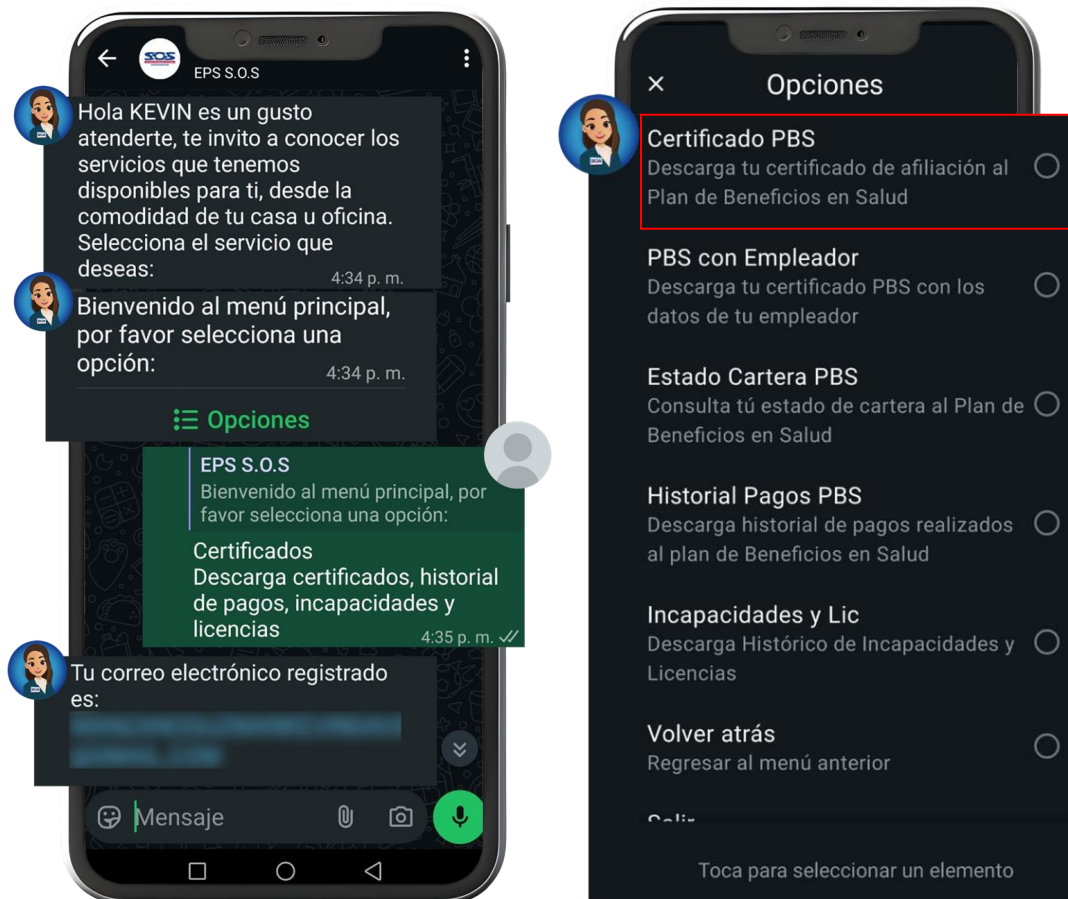 SOS
EPS S.O.S
Hola KEVIN es un gusto
atenderte, te invito a conocer los
servicios que tenemos
disponibles para ti, desde la
comodidad de tu casa u oficina.
Selecciona el servicio que
deseas:
4:34 p. m.
Bienvenido al menú principal,
por favor selecciona una
opción:
4:34 p. m.
Opciones
EPS S.O.S
Bienvenido al menú principal, por
favor selecciona una opción:
Certificados
Descarga certificados, historial
de pagos, incapacidades y
licencias
4:35 p. m.
Tu correo electrónico registrado
es:
Mensaje
Opciones
Certificado PBS
Descarga tu certificado de afiliación al
Plan de Beneficios en Salud
PBS con Empleador
Descarga tu certificado PBS con los
datos de tu empleador
Estado Cartera PBS
Consulta tú estado de cartera al Plan de
Beneficios en Salud
Historial Pagos PBS
Descarga historial de pagos realizados
al plan de Beneficios en Salud
Incapacidades y Lic
Descarga Histórico de Incapacidades y
Licencias
Volver atrás
Regresar al menú anterior
Salir
Toca para seleccionar un elemento